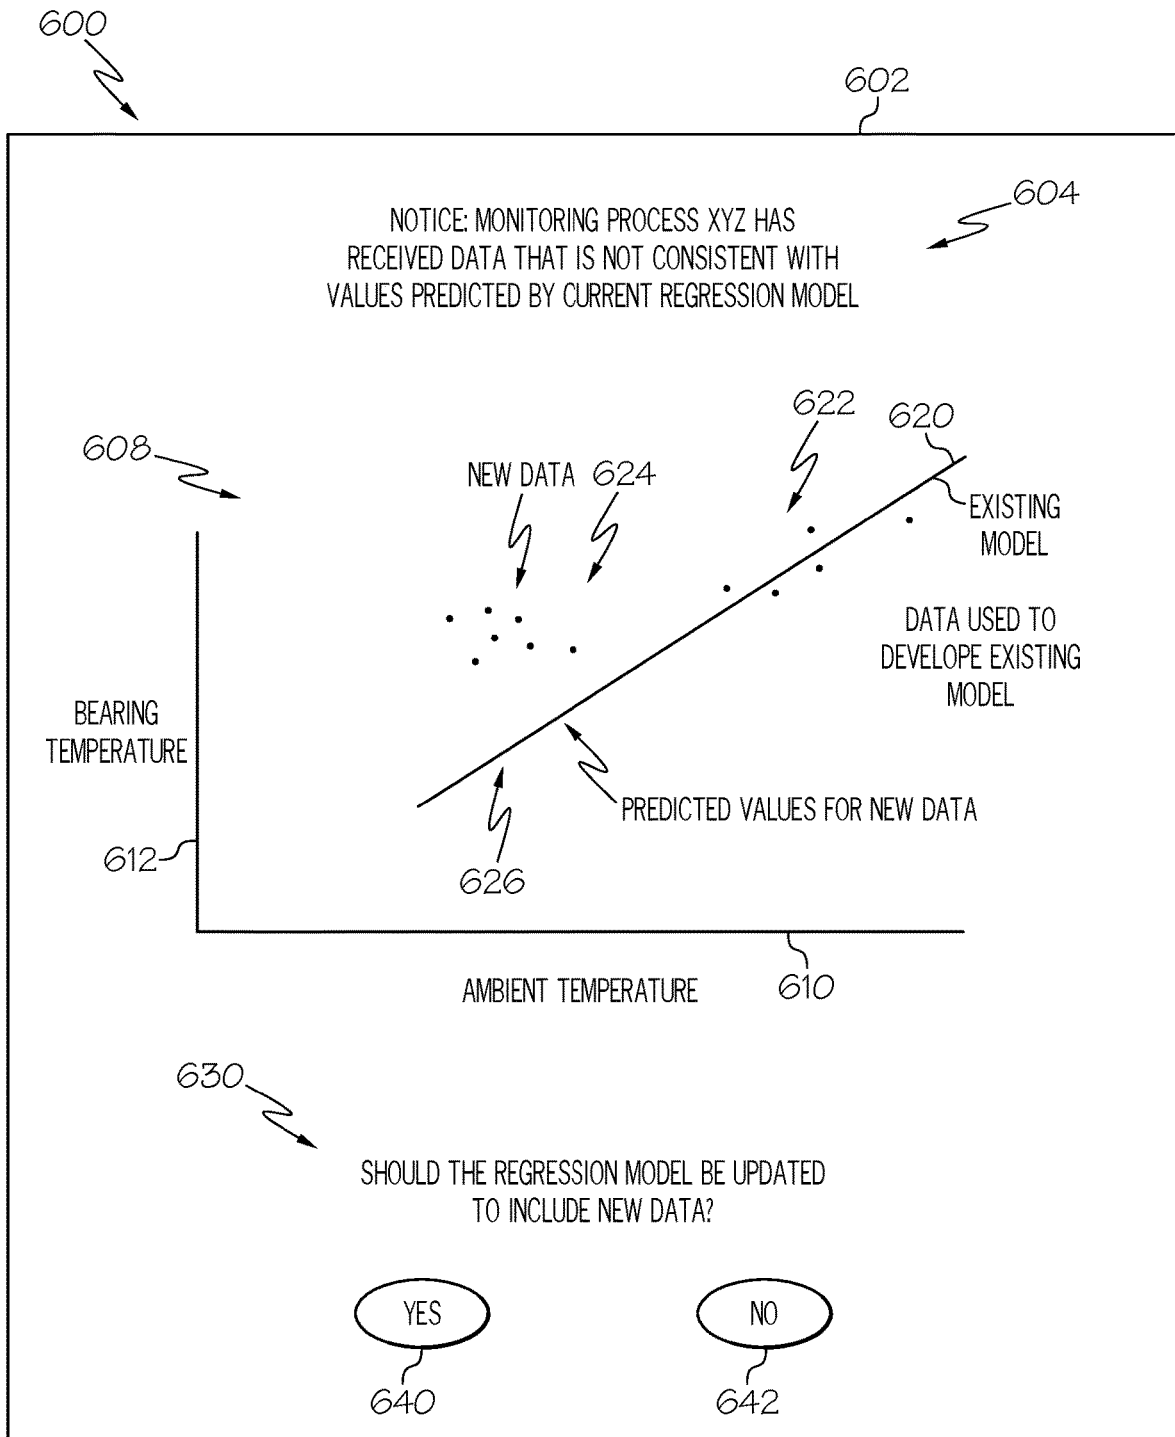 600
602
604
NOTICE: MONITORING PROCESS XYZ HAS
RECEIVED DATA THAT IS NOT CONSISTENT WITH
VALUES PREDICTED BY CURRENT REGRESSION MODEL
622
620
608
NEW DATA
624
EXISTING
MODEL
DATA USED TO
DEVELOPE EXISTING
MODEL
BEARING
TEMPERATURE
PREDICTED VALUES FOR NEW DATA
612
626
AMBIENT TEMPERATURE
610
630
SHOULD THE REGRESSION MODEL BE UPDATED
TO INCLUDE NEW DATA?
YES
NO
640
642